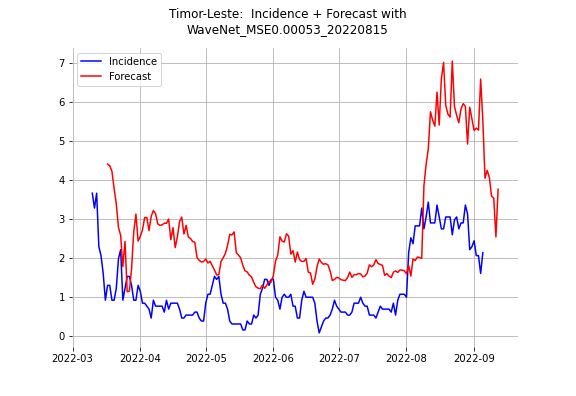 Timor-Leste:  Incidence + Forecast with
WaveNet_MSE0.00053_20220815
Incidence
Forecast
7
6
5
4
3
2
1
0
2022-03 2022-04 2022-05 2022-06 2022-07 2022-08 2022-09